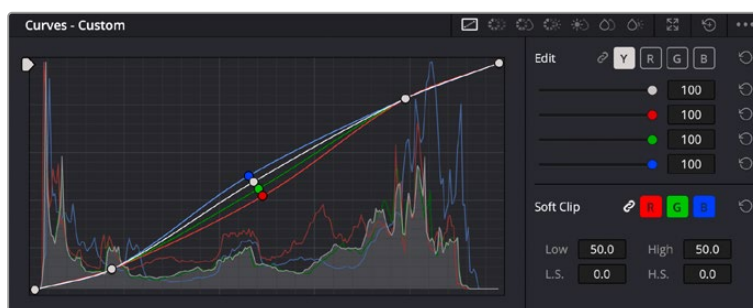 Curves - Custom
Edit
Y R G B
100
100
100
100
Soft Clip
R G B
Low 50.0 High 50.0
L.S. 0.0 H.S. 0.0